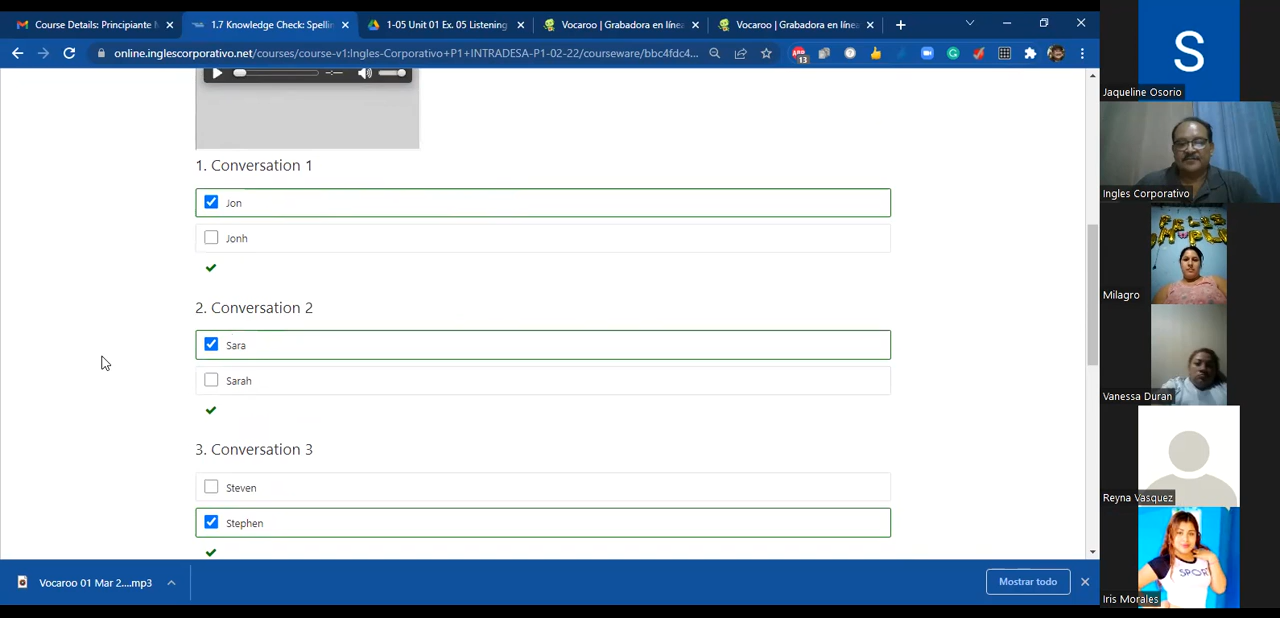 Course Details: Principiante M
1.7 Knowledge Check: Spellin
1-05 Unit 01 Ex. 05 Listening
Vocaroo | Grabadora en línea
Vocaroo | Grabadora en línea
online.inglescorporativo.net/courses/course-v1:Ingles-Corporativo+P1+INTRADESA-P1-02-22/courseware/bbc4fdc4...
13
1. Conversation 1
Jon
Jonh
2. Conversation 2
Sara
Sarah
3. Conversation 3
Steven
Stephen
Vocaroo 01 Mar 2....mp3
Mostrar todo
S
Jaqueline Osorio
Ingles Corporativo
Milagro
Vanessa Duran
Reyna Vasquez
SPORT
Iris Morales